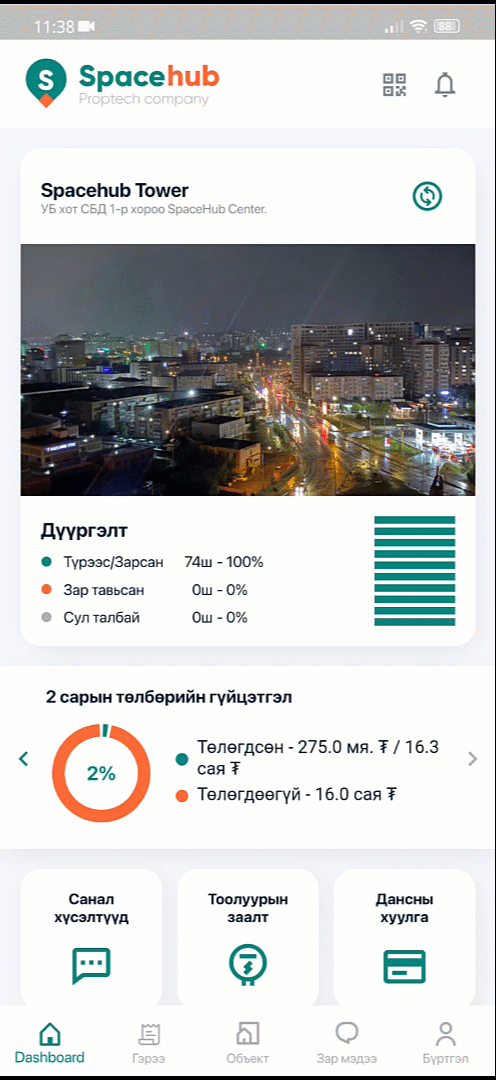 11:38
88
S
Spacehub
Proptech company
Spacehub Tower
УБ хот СБД 1-р хороо SpaceHub Center.
Дүүргэлт
Түрээс/Зарсан 74ш - 100%
Зар тавьсан 0ш - 0%
Сул талбай 0ш - 0%
2 сарын төлбөрийн гүйцэтгэл
2%
Төлөгдсөн - 275.0 мя. ₮ / 16.3
сая ₮
Төлөгдөөгүй - 16.0 сая ₮
Санал
хүсэлтүүд
Тоолуурын
заалт
Дансны
хуулга
Dashboard
Гэрээ
Объект
Зар мэдээ
Бүртгэл